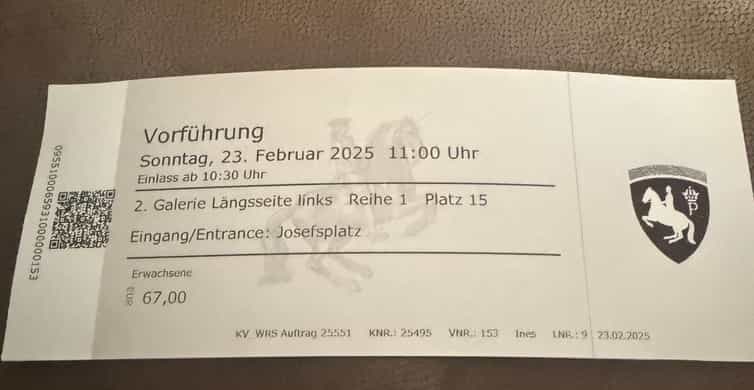 Vorführung
Sonntag, 23. Februar 2025 11:00 Uhr
Einlass ab 10:30 Uhr
2. Galerie Längsseite links Reihe 1 Platz 15
Eingang/Entrance: Josefsplatz
Erwachsene
EUR 67,00
KV_WRS Auftrag 25551 KNR.: 25495 VNR.: 153 Ines LNR.: 9 23.02.2025
P